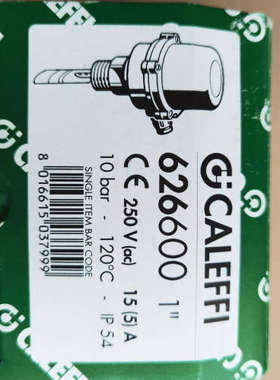 CALEFFI
626600 1"
CE 250 V (ac) 15 (5) A
10 bar - 120°C - IP 54
SINGLE ITEM BAR CODE
8 016615 037999
CALEFFI